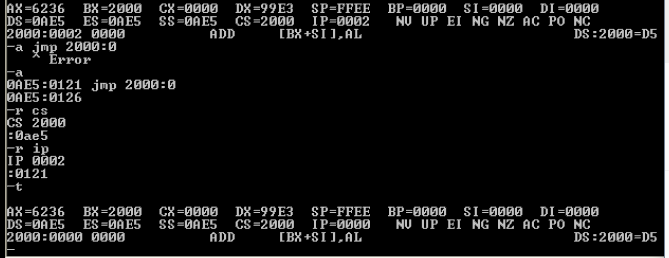 AX=6236  BX=2000  CX=0000  DX=99E3  SP=FFEE  BP=0000  SI=0000  DI=0000
DS=0AE5  ES=0AE5  SS=0AE5  CS=2000  IP=0002   NV UP EI NG NZ AC PO NC
2000:0002 0000          ADD     [BX+SI],AL                         DS:2000=D5
-a jmp 2000:0
   ^ Error
-a
0AE5:0121 jmp 2000:0
0AE5:0126
-r cs
CS 2000
:0ae5
-r ip
IP 0002
:0121
-t
AX=6236  BX=2000  CX=0000  DX=99E3  SP=FFEE  BP=0000  SI=0000  DI=0000
DS=0AE5  ES=0AE5  SS=0AE5  CS=2000  IP=0000   NV UP EI NG NZ AC PO NC
2000:0000 0000          ADD     [BX+SI],AL                         DS:2000=D5
-